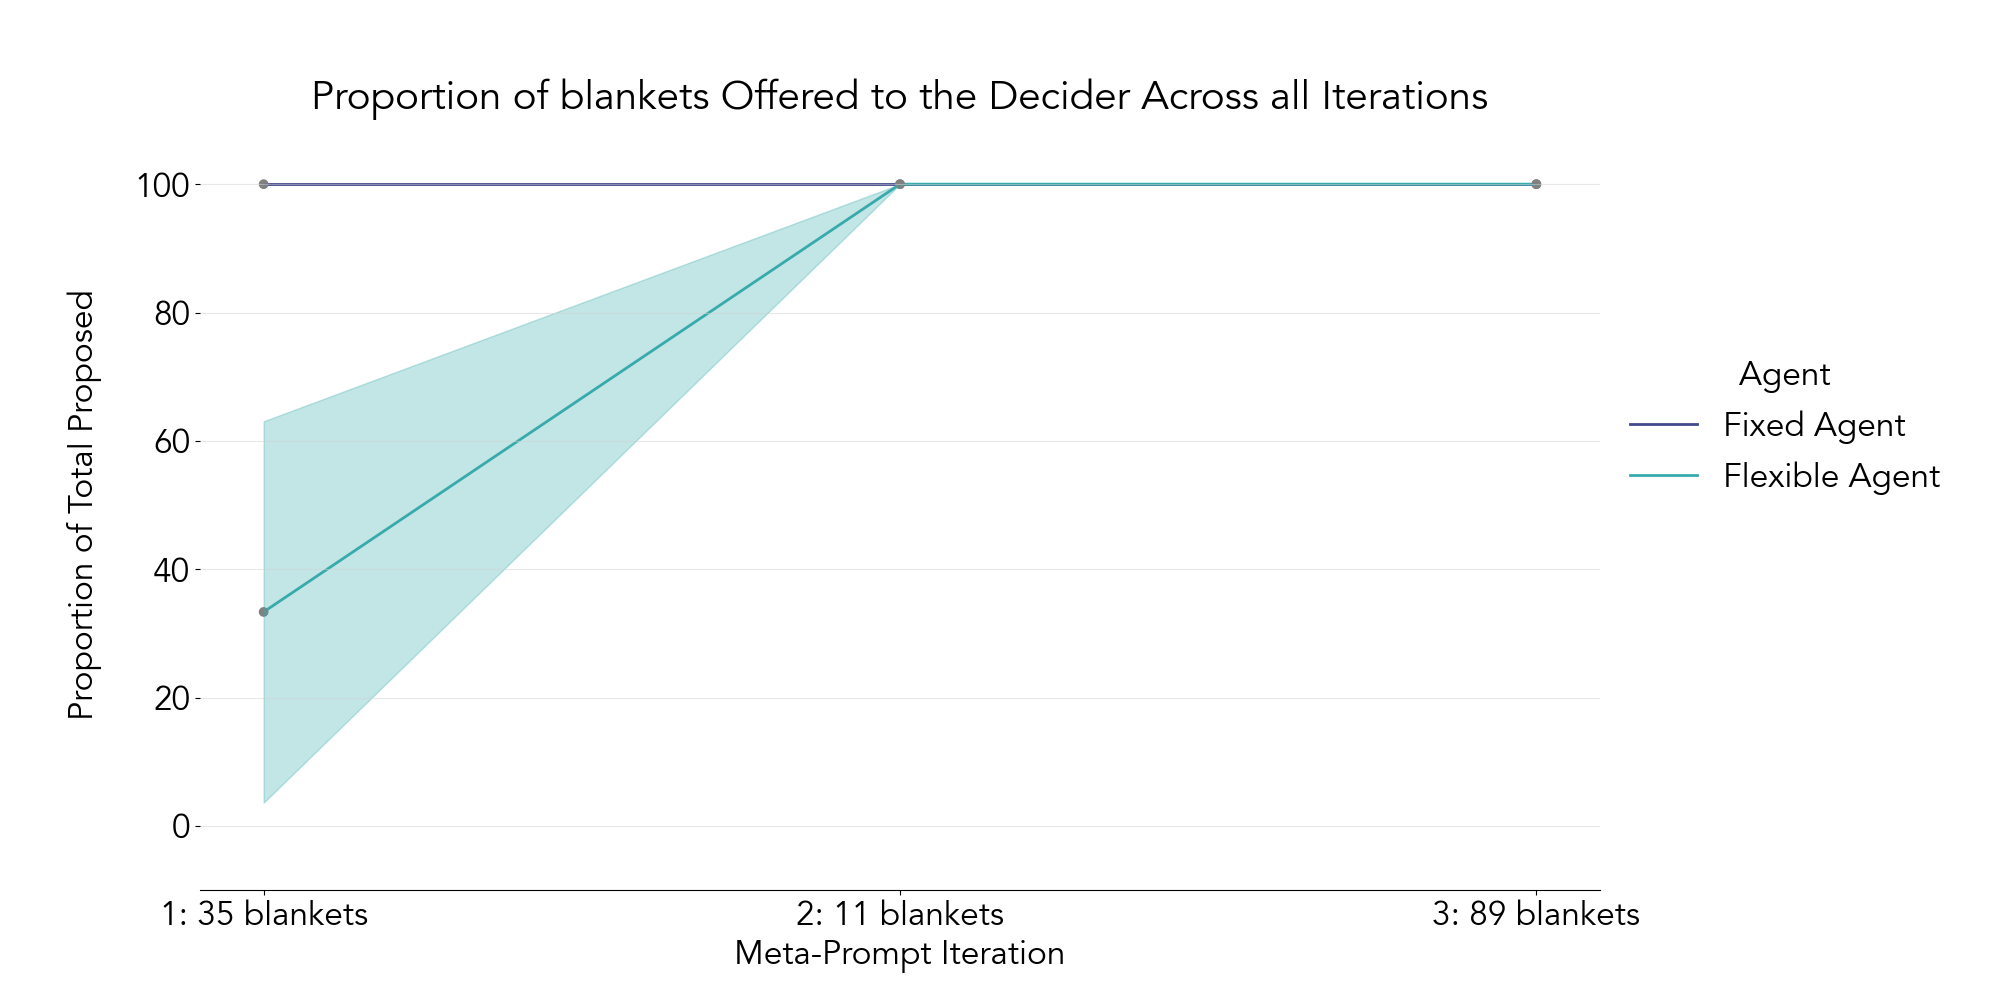 Proportion of blankets Offered to the Decider Across all Iterations
Proportion of Total Proposed
100
80
60
40
20
0
1: 35 blankets
2: 11 blankets
3: 89 blankets
Meta-Prompt Iteration
Agent
Fixed Agent
Flexible Agent